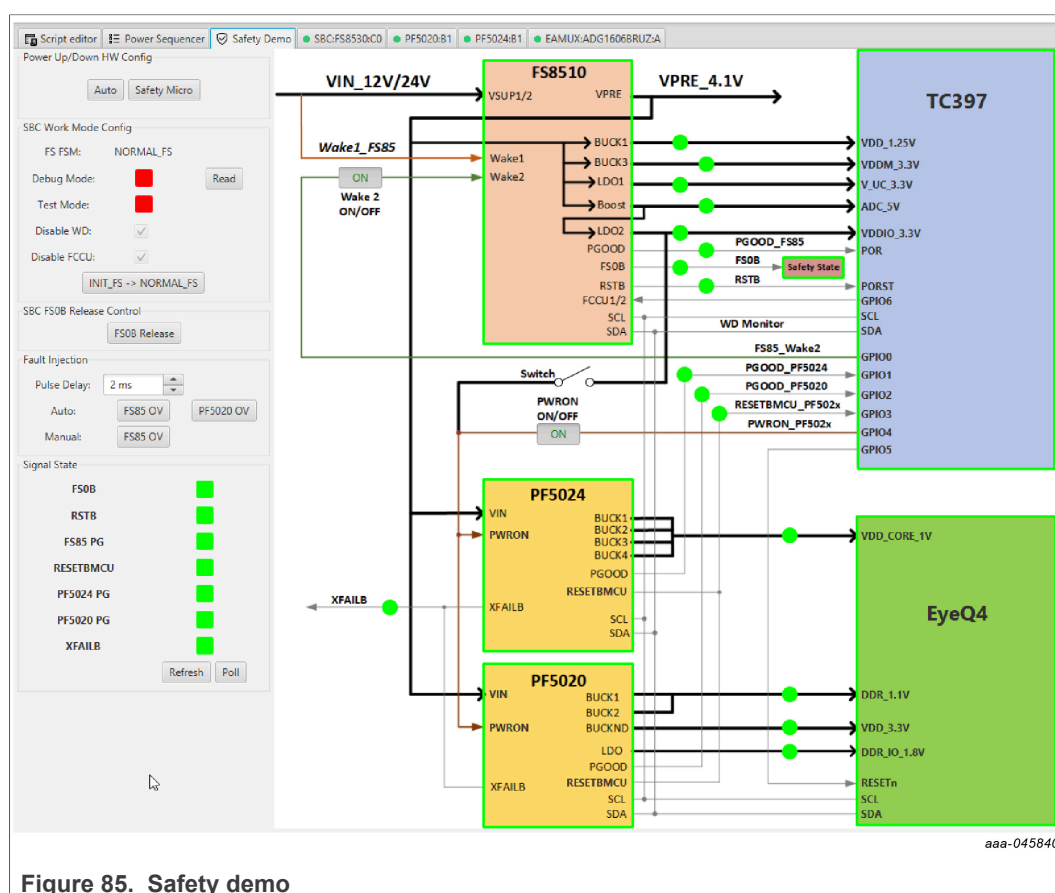 Script editor
Power Sequencer
Safety Demo
SBC:FS8530:C0
PF5020:B1
PF5024:B1
EAMUX:ADG1606BRUZ:A
Power Up/Down HW Config
Auto
Safety Micro
SBC Work Mode Config
FS FSM:
NORMAL_FS
Debug Mode:
Read
Test Mode:
Disable WD:
Disable FCCU:
INIT_FS -> NORMAL_FS
SBC FS0B Release Control
FS0B Release
Fault Injection
Pulse Delay:
2 ms
Auto:
FS85 OV
PF5020 OV
Manual:
FS85 OV
Signal State
FS0B
RSTB
FS85 PG
RESETBMCU
PF5024 PG
PF5020 PG
XFAILB
Refresh
Poll
VIN_12V/24V
Wake1_FS85
ON
Wake 2
ON/OFF
FS8510
VSUP1/2
VPRE
Wake1
Wake2
BUCK1
BUCK3
LDO1
Boost
LDO2
PGOOD
FS0B
RSTB
FCCU1/2
SCL
SDA
VPRE_4.1V
PGOOD_FS85
FS0B
Safety State
RSTB
WD Monitor
FS85_Wake2
PGOOD_PF5024
PGOOD_PF5020
RESETBMCU_PF502x
PWRON_PF502x
Switch
PWRON
ON/OFF
ON
TC397
VDD_1.25V
VDDM_3.3V
V_UC_3.3V
ADC_5V
VDDIO_3.3V
POR
PORST
GPIO6
SCL
SDA
GPIO0
GPIO1
GPIO2
GPIO3
GPIO4
GPIO5
PF5024
VIN
PWRON
BUCK1
BUCK2
BUCK3
BUCK4
PGOOD
RESETBMCU
XFAILB
SCL
SDA
XFAILB
PF5020
VIN
PWRON
BUCK1
BUCK2
BUCKND
LDO
PGOOD
RESETBMCU
XFAILB
SCL
SDA
EyeQ4
VDD_CORE_1V
DDR_1.1V
VDD_3.3V
DDR_IO_1.8V
RESETn
SCL
SDA
aaa-045840
Figure 85. Safety demo